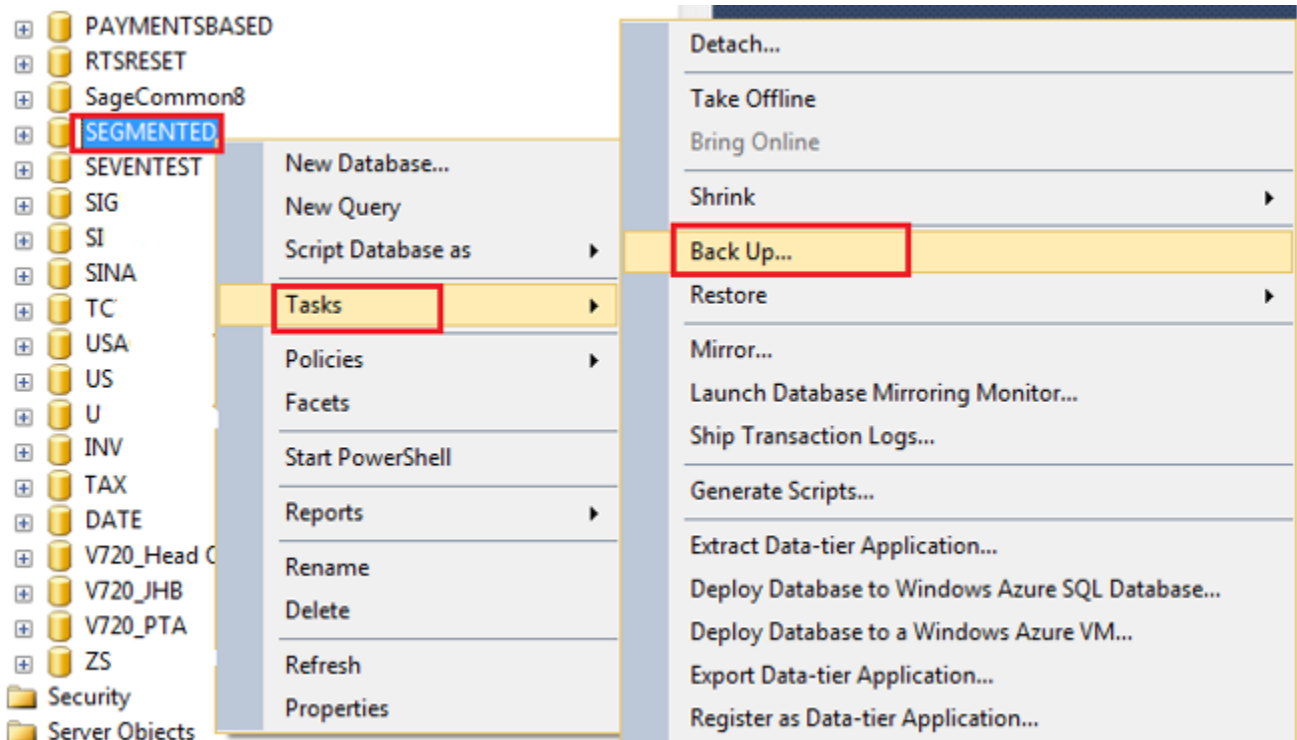 PAYMENTSBASED
RTSRESET
SageCommon8
SEGMENTED
SEVENTEST
SIG
SI
SINA
TC
USA
US
U
INV
TAX
DATE
V720_Head
V720_JHB
V720_PTA
ZS
Security
Server Objects
New Database...
New Query
Script Database as
Tasks
Policies
Facets
Start PowerShell
Reports
Rename
Delete
Refresh
Properties
Detach...
Take Offline
Bring Online
Shrink
Back Up...
Restore
Mirror...
Launch Database Mirroring Monitor...
Ship Transaction Logs...
Generate Scripts...
Extract Data-tier Application...
Deploy Database to Windows Azure SQL Database...
Deploy Database to a Windows Azure VM...
Export Data-tier Application...
Register as Data-tier Application...